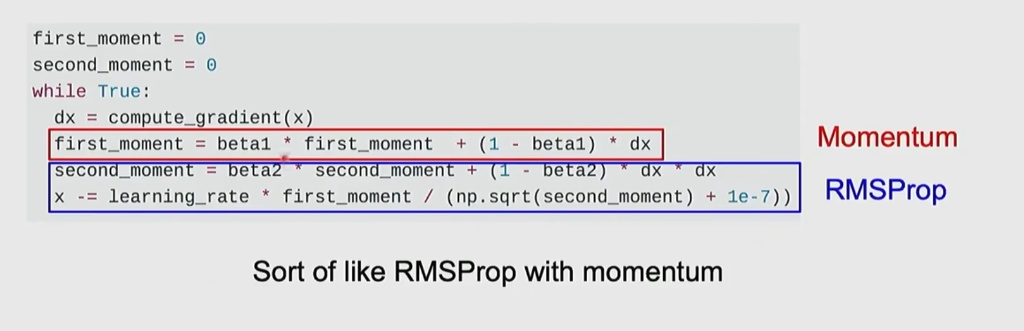 first_moment = 0
second_moment = 0
while True:
dx = compute_gradient(x)
first_moment = beta1 * first_moment + (1 - beta1) * dx
Momentum
second_moment = beta2 * second_moment + (1 - beta2) * dx * dx
RMSProp
x -= learning_rate * first_moment / (np.sqrt(second_moment) + 1e-7))
Sort of like RMSProp with momentum